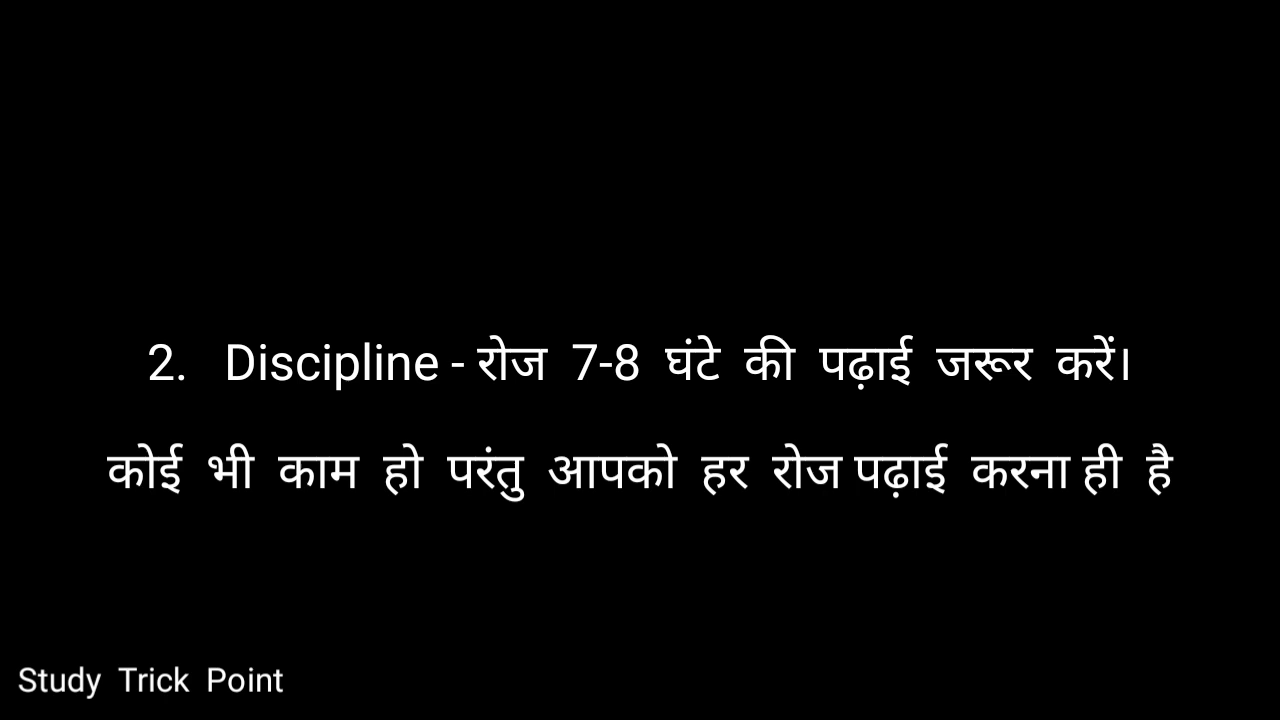 2. Discipline - रोज 7-8 घंटे की पढ़ाई जरूर करें।
कोई भी काम हो परंतु आपको हर रोज पढ़ाई करना ही है
Study Trick Point